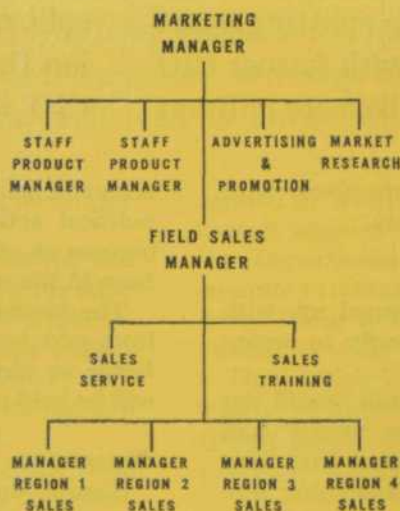 MARKETING
MANAGER
STAFF
PRODUCT
MANAGER
STAFF
PRODUCT
MANAGER
ADVERTISING
&
PROMOTION
MARKET
RESEARCH
FIELD SALES
MANAGER
SALES
SERVICE
SALES
TRAINING
MANAGER
REGION 1
SALES
MANAGER
REGION 2
SALES
MANAGER
REGION 3
SALES
MANAGER
REGION 4
SALES